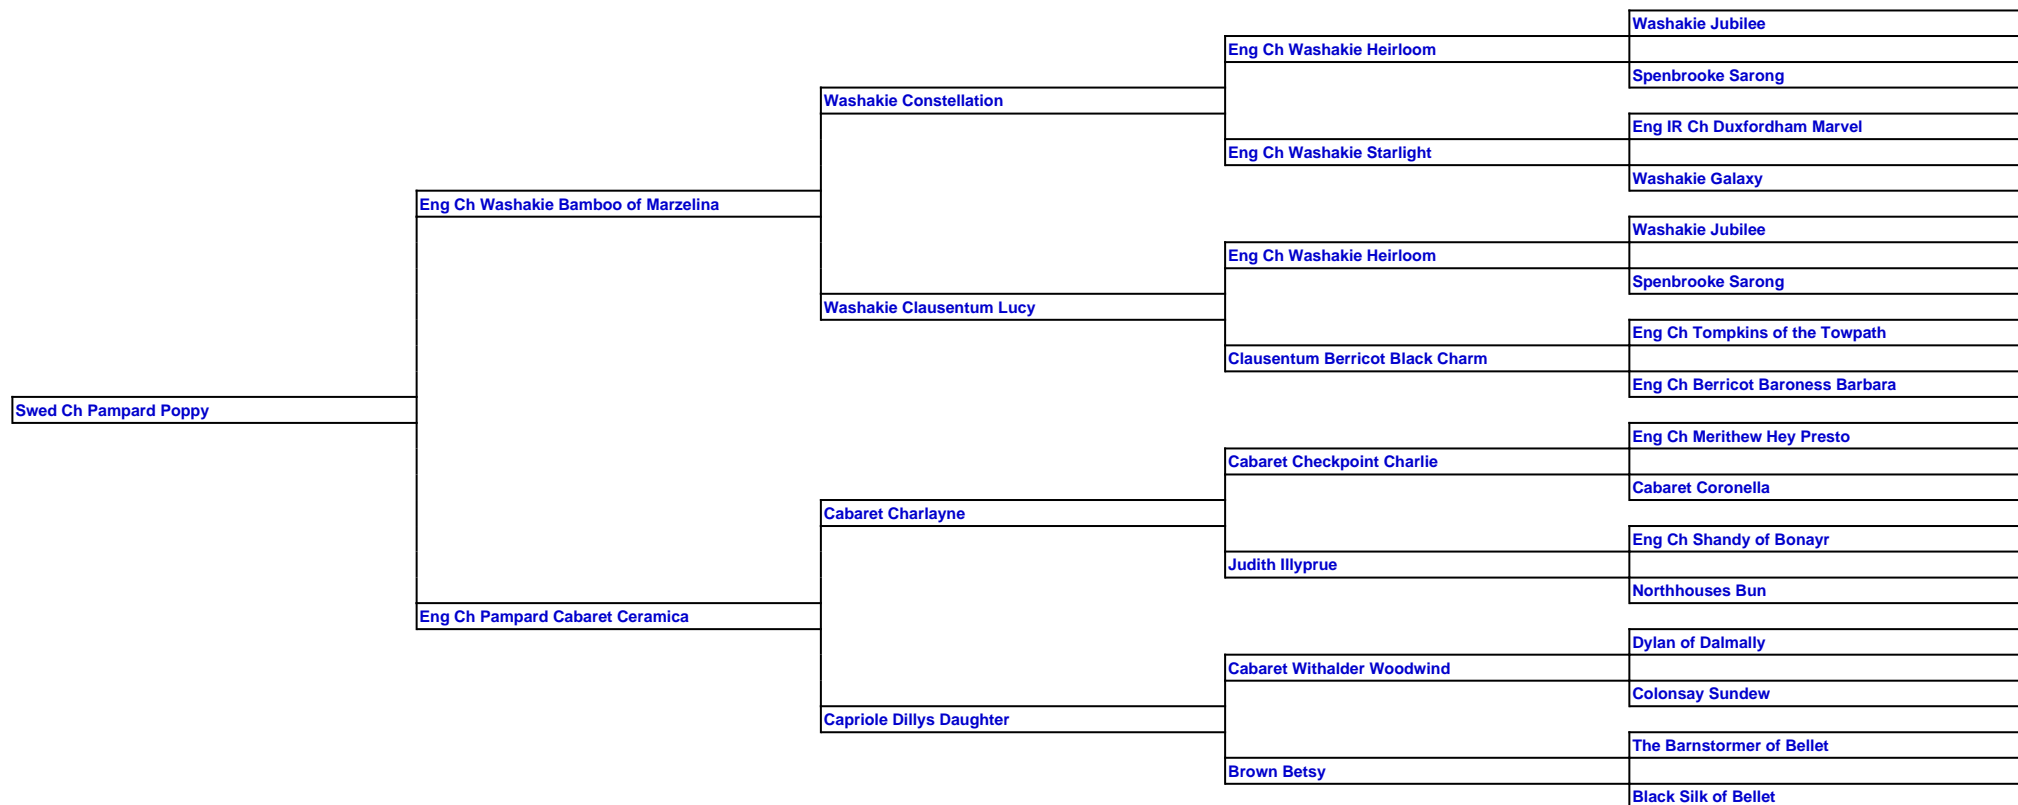 Washakie Jubilee
Eng Ch Washakie Heirloom
Spenbrooke Sarong
Washakie Constellation
Eng IR Ch Duxfordham Marvel
Eng Ch Washakie Starlight
Washakie Galaxy
Eng Ch Washakie Bamboo of Marzelina
Washakie Jubilee
Eng Ch Washakie Heirloom
Spenbrooke Sarong
Washakie Clausentum Lucy
Eng Ch Tompkins of the Towpath
Clausentum Berricot Black Charm
Eng Ch Berricot Baroness Barbara
Swed Ch Pampard Poppy
Eng Ch Merithew Hey Presto
Cabaret Checkpoint Charlie
Cabaret Coronella
Cabaret Charlayne
Eng Ch Shandy of Bonayr
Judith Illyprue
Northhouses Bun
Eng Ch Pampard Cabaret Ceramica
Dylan of Dalmally
Cabaret Withalder Woodwind
Colonsay Sundew
Capriole Dillys Daughter
The Barnstormer of Bellet
Brown Betsy
Black Silk of Bellet